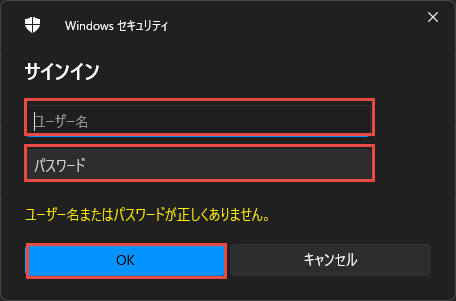 Windows セキュリティ
サインイン
ユーザー名
パスワード
ユーザー名またはパスワードが正しくありません。
OK
キャンセル